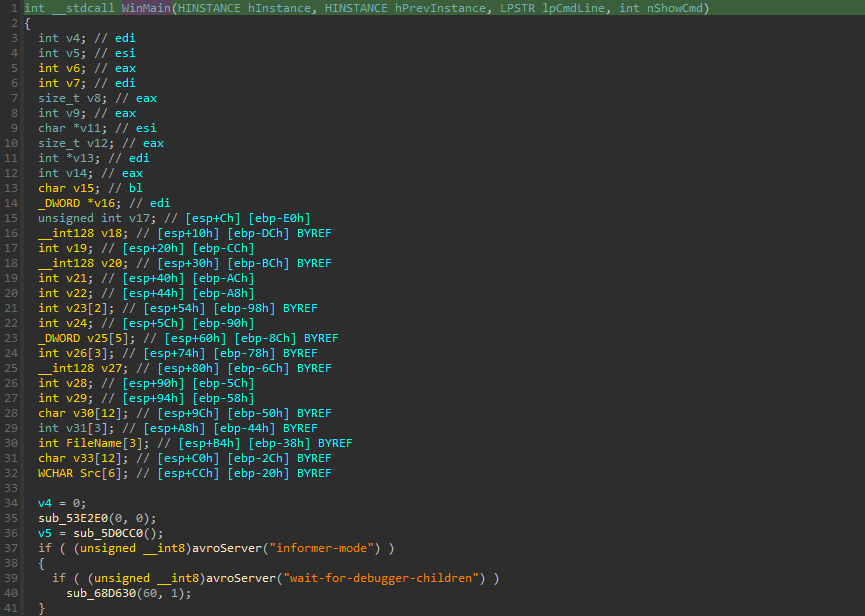 1 int __stdcall WinMain(HINSTANCE hInstance, HINSTANCE hPrevInstance, LPSTR lpCmdLine, int nShowCmd)
2 {
3 int v4; // edi
4 int v5; // esi
5 int v6; // eax
6 int v7; // edi
7 size_t v8; // eax
8 int v9; // eax
9 char *v11; // esi
10 size_t v12; // eax
11 int *v13; // edi
12 int v14; // eax
13 char v15; // bl
14 _DWORD *v16; // edi
15 unsigned int v17; // [esp+Ch] [ebp-E0h]
16 __int128 v18; // [esp+10h] [ebp-DCh] BYREF
17 int v19; // [esp+20h] [ebp-CCh]
18 __int128 v20; // [esp+30h] [ebp-BCh] BYREF
19 int v21; // [esp+40h] [ebp-ACh]
20 int v22; // [esp+44h] [ebp-A8h]
21 int v23[2]; // [esp+54h] [ebp-98h] BYREF
22 int v24; // [esp+5Ch] [ebp-90h]
23 _DWORD v25[5]; // [esp+60h] [ebp-8Ch] BYREF
24 int v26[3]; // [esp+74h] [ebp-78h] BYREF
25 __int128 v27; // [esp+80h] [ebp-6Ch] BYREF
26 int v28; // [esp+90h] [ebp-5Ch]
27 int v29; // [esp+94h] [ebp-58h]
28 char v30[12]; // [esp+9Ch] [ebp-50h] BYREF
29 int v31[3]; // [esp+A8h] [ebp-44h] BYREF
30 int FileName[3]; // [esp+B4h] [ebp-38h] BYREF
31 char v33[12]; // [esp+C0h] [ebp-2Ch] BYREF
32 WCHAR Src[6]; // [esp+CCh] [ebp-20h] BYREF
33
34 v4 = 0;
35 sub_53E2E0(0, 0);
36 v5 = sub_5D0CC0();
37 if ( (unsigned __int8)avroServer("informer-mode") )
38 {
39 if ( (unsigned __int8)avroServer("wait-for-debugger-children") )
40 sub_68D630(60, 1);
41 }